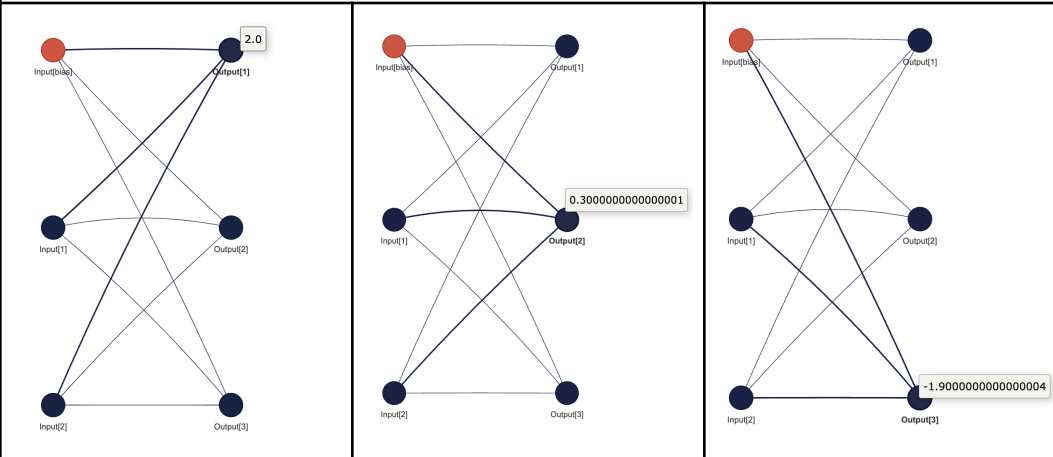 2.0
Input[bias]
Output[1]
Input[1]
Output[2]
Input[2]
Output[3]
Input[bias]
Output[1]
0.3000000000000001
Input[1]
Output[2]
Input[2]
Output[3]
Input[bias]
Output[1]
Input[1]
Output[2]
-1.9000000000000004
Input[2]
Output[3]